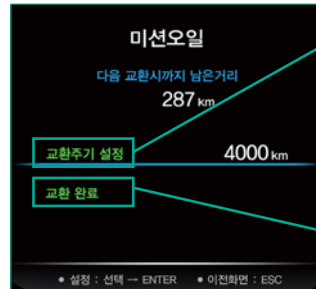 미션오일
다음 교환시까지 남은거리
287 km
교환주기 설정 4000 km
교환 완료
● 설정 : 선택 → ENTER ● 이전화면 : ESC